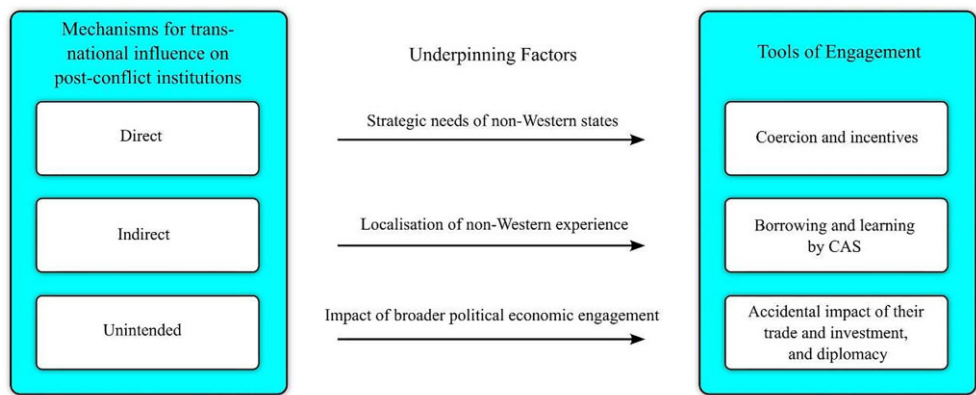 Mechanisms for trans-
national influence on
post-conflict institutions
Direct
Indirect
Unintended
Underpinning Factors
Strategic needs of non-Western states
Localisation of non-Western experience
Impact of broader political economic engagement
Tools of Engagement
Coercion and incentives
Borrowing and learning
by CAS
Accidental impact of their
trade and investment,
and diplomacy